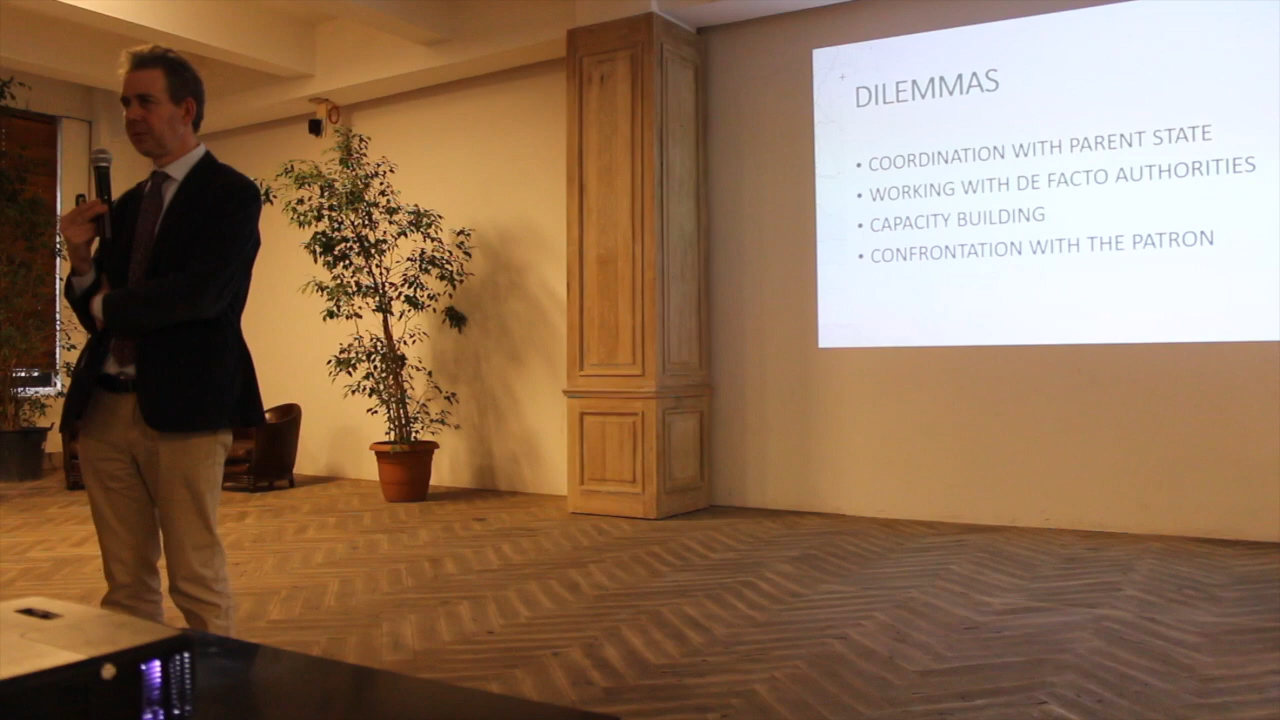 DILEMMAS
• COORDINATION WITH PARENT STATE
• WORKING WITH DE FACTO AUTHORITIES
• CAPACITY BUILDING
• CONFRONTATION WITH THE PATRON